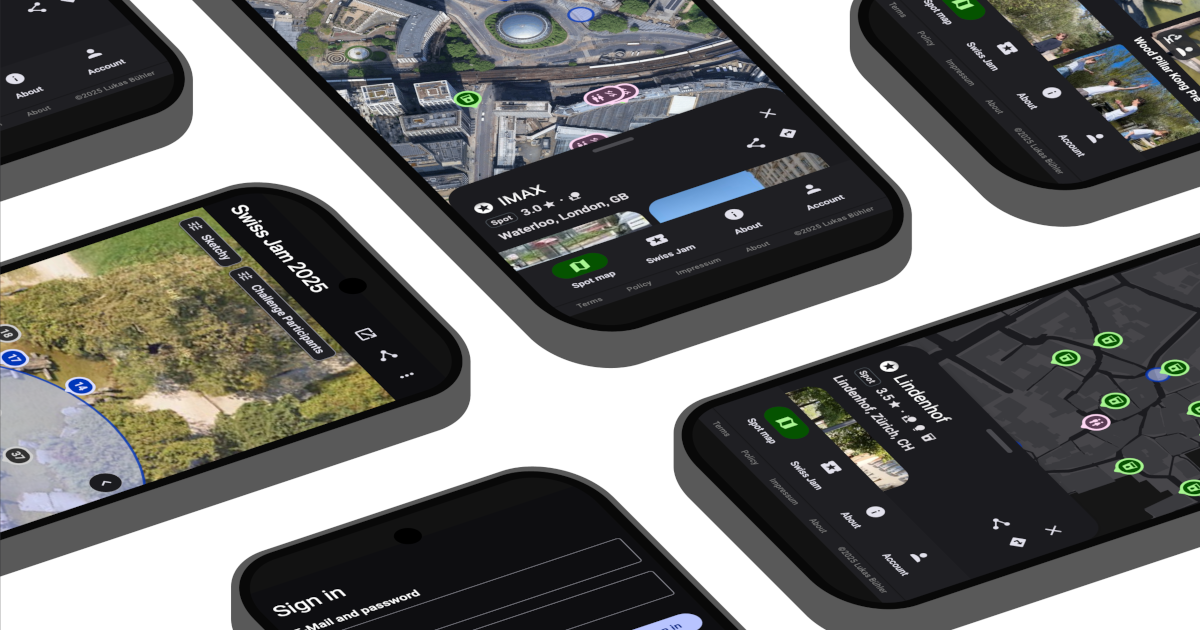 About
Account
About
©2025 Lukas Bühler
IMAX
Spot
3.0 ★ ·
Waterloo, London, GB
Spot map
Swiss Jam
About
Account
Terms
Policy
Impressum
About
©2025 Lukas Bühler
Spot map
Swiss Jam
About
Account
Terms
Policy
Impressum
About
©2025 Lukas Bühler
Wood Pillar Kong Pre
Swiss Jam 2025
Sketchy
Challenge Participants
18
17
14
37
Sign in
E-Mail and password
Lindenhof
Spot
3.5 ★ ·
Lindenhof, Zürich, CH
Spot map
Swiss Jam
About
Account
Terms
Policy
Impressum
About
©2025 Lukas Bühler